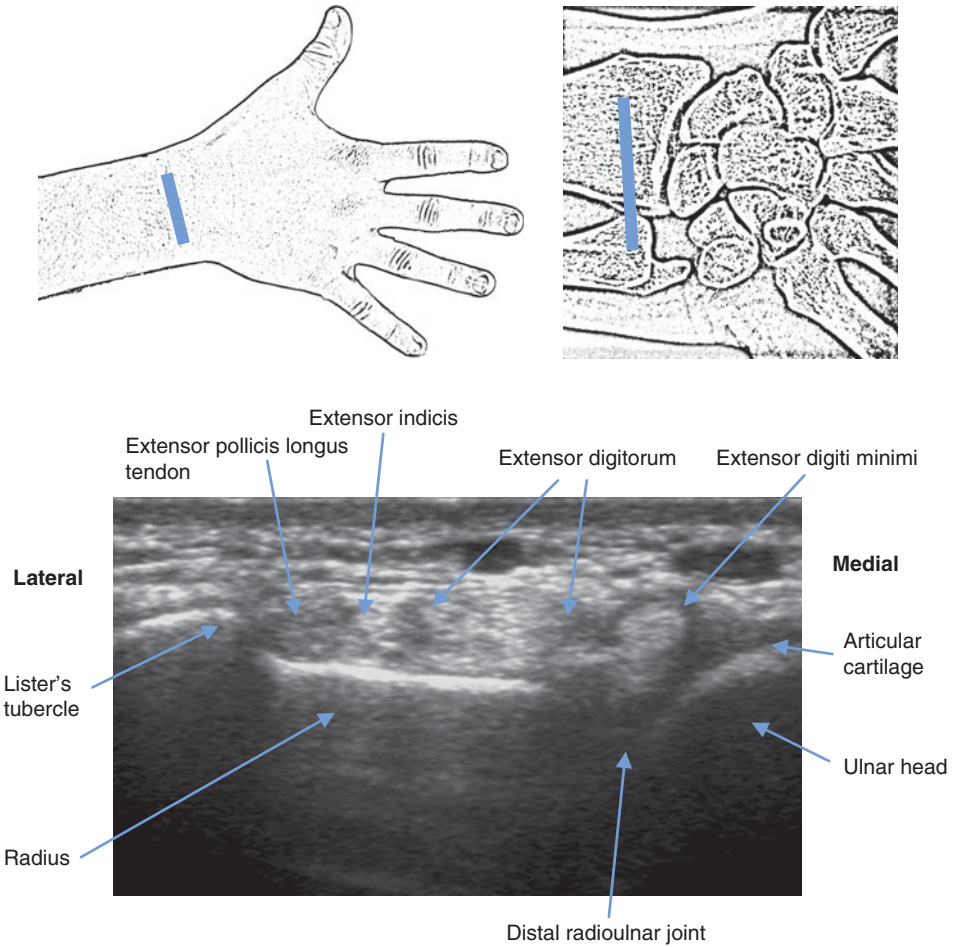 Extensor indicis
Extensor pollicis longus
tendon
Extensor digitorum
Extensor digiti minimi
Lateral
Medial
Articular
cartilage
Lister's
tubercle
Ulnar head
Radius
Distal radioulnar joint